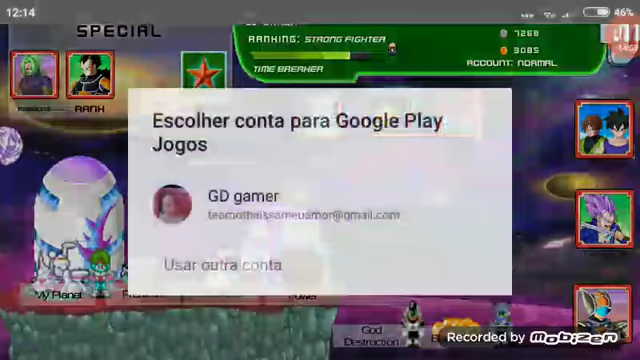 12:14
46%
SPECIAL
RANKING: STRONG FIGHTER
7268
9085
TIME BREAKER
ACCOUNT: NORMAL
RANK
Escolher conta para Google Play
Jogos
GD gamer
Usar outra conta
My Planet
Power
God
Destruction
Recorded by Mobizen